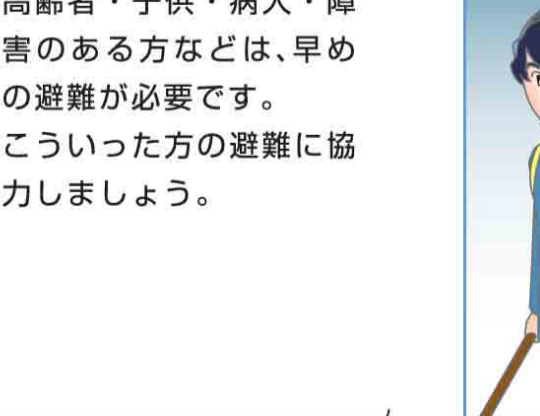 高齢者・子供・病人・障
害のある方などは、早め
の避難が必要です。
こういった方の避難に協
力しましょう。